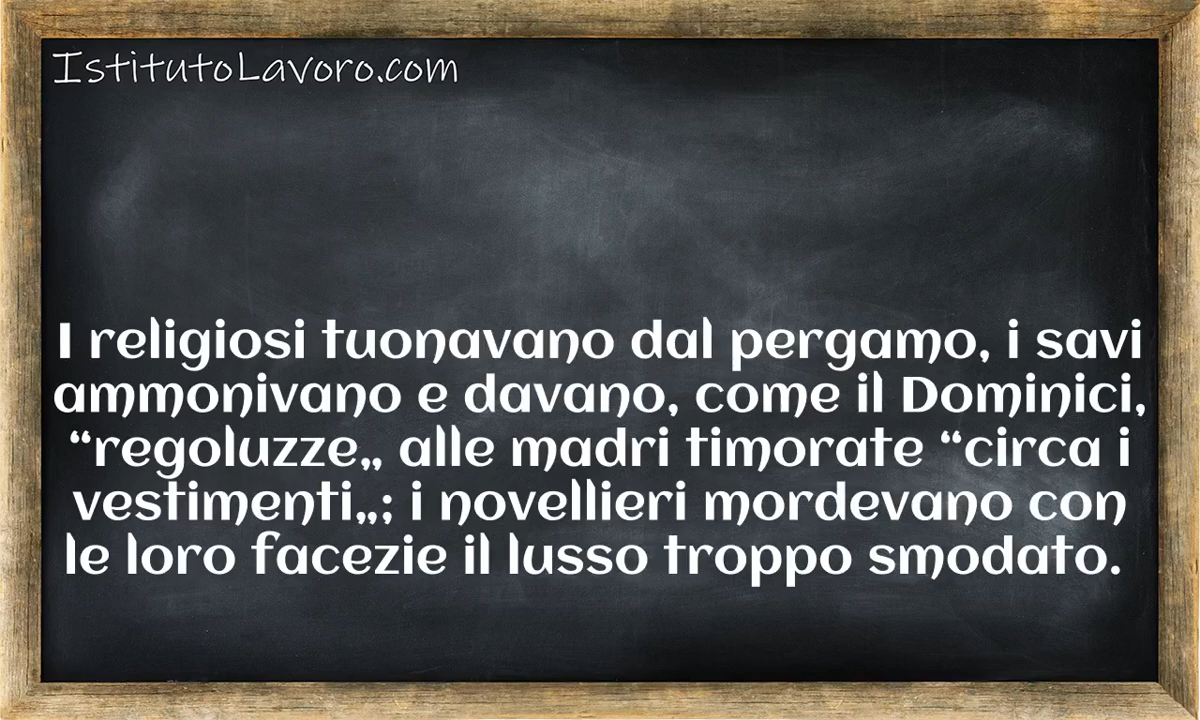 IstitutoLavoro.com
I religiosi tuonavano dal pergamo, i savi
ammonivano e davano, come il Dominici,
“regoluzze„ alle madri timorate “circa i
vestimenti„; i novellieri mordevano con
le loro facezie il lusso troppo smodato.